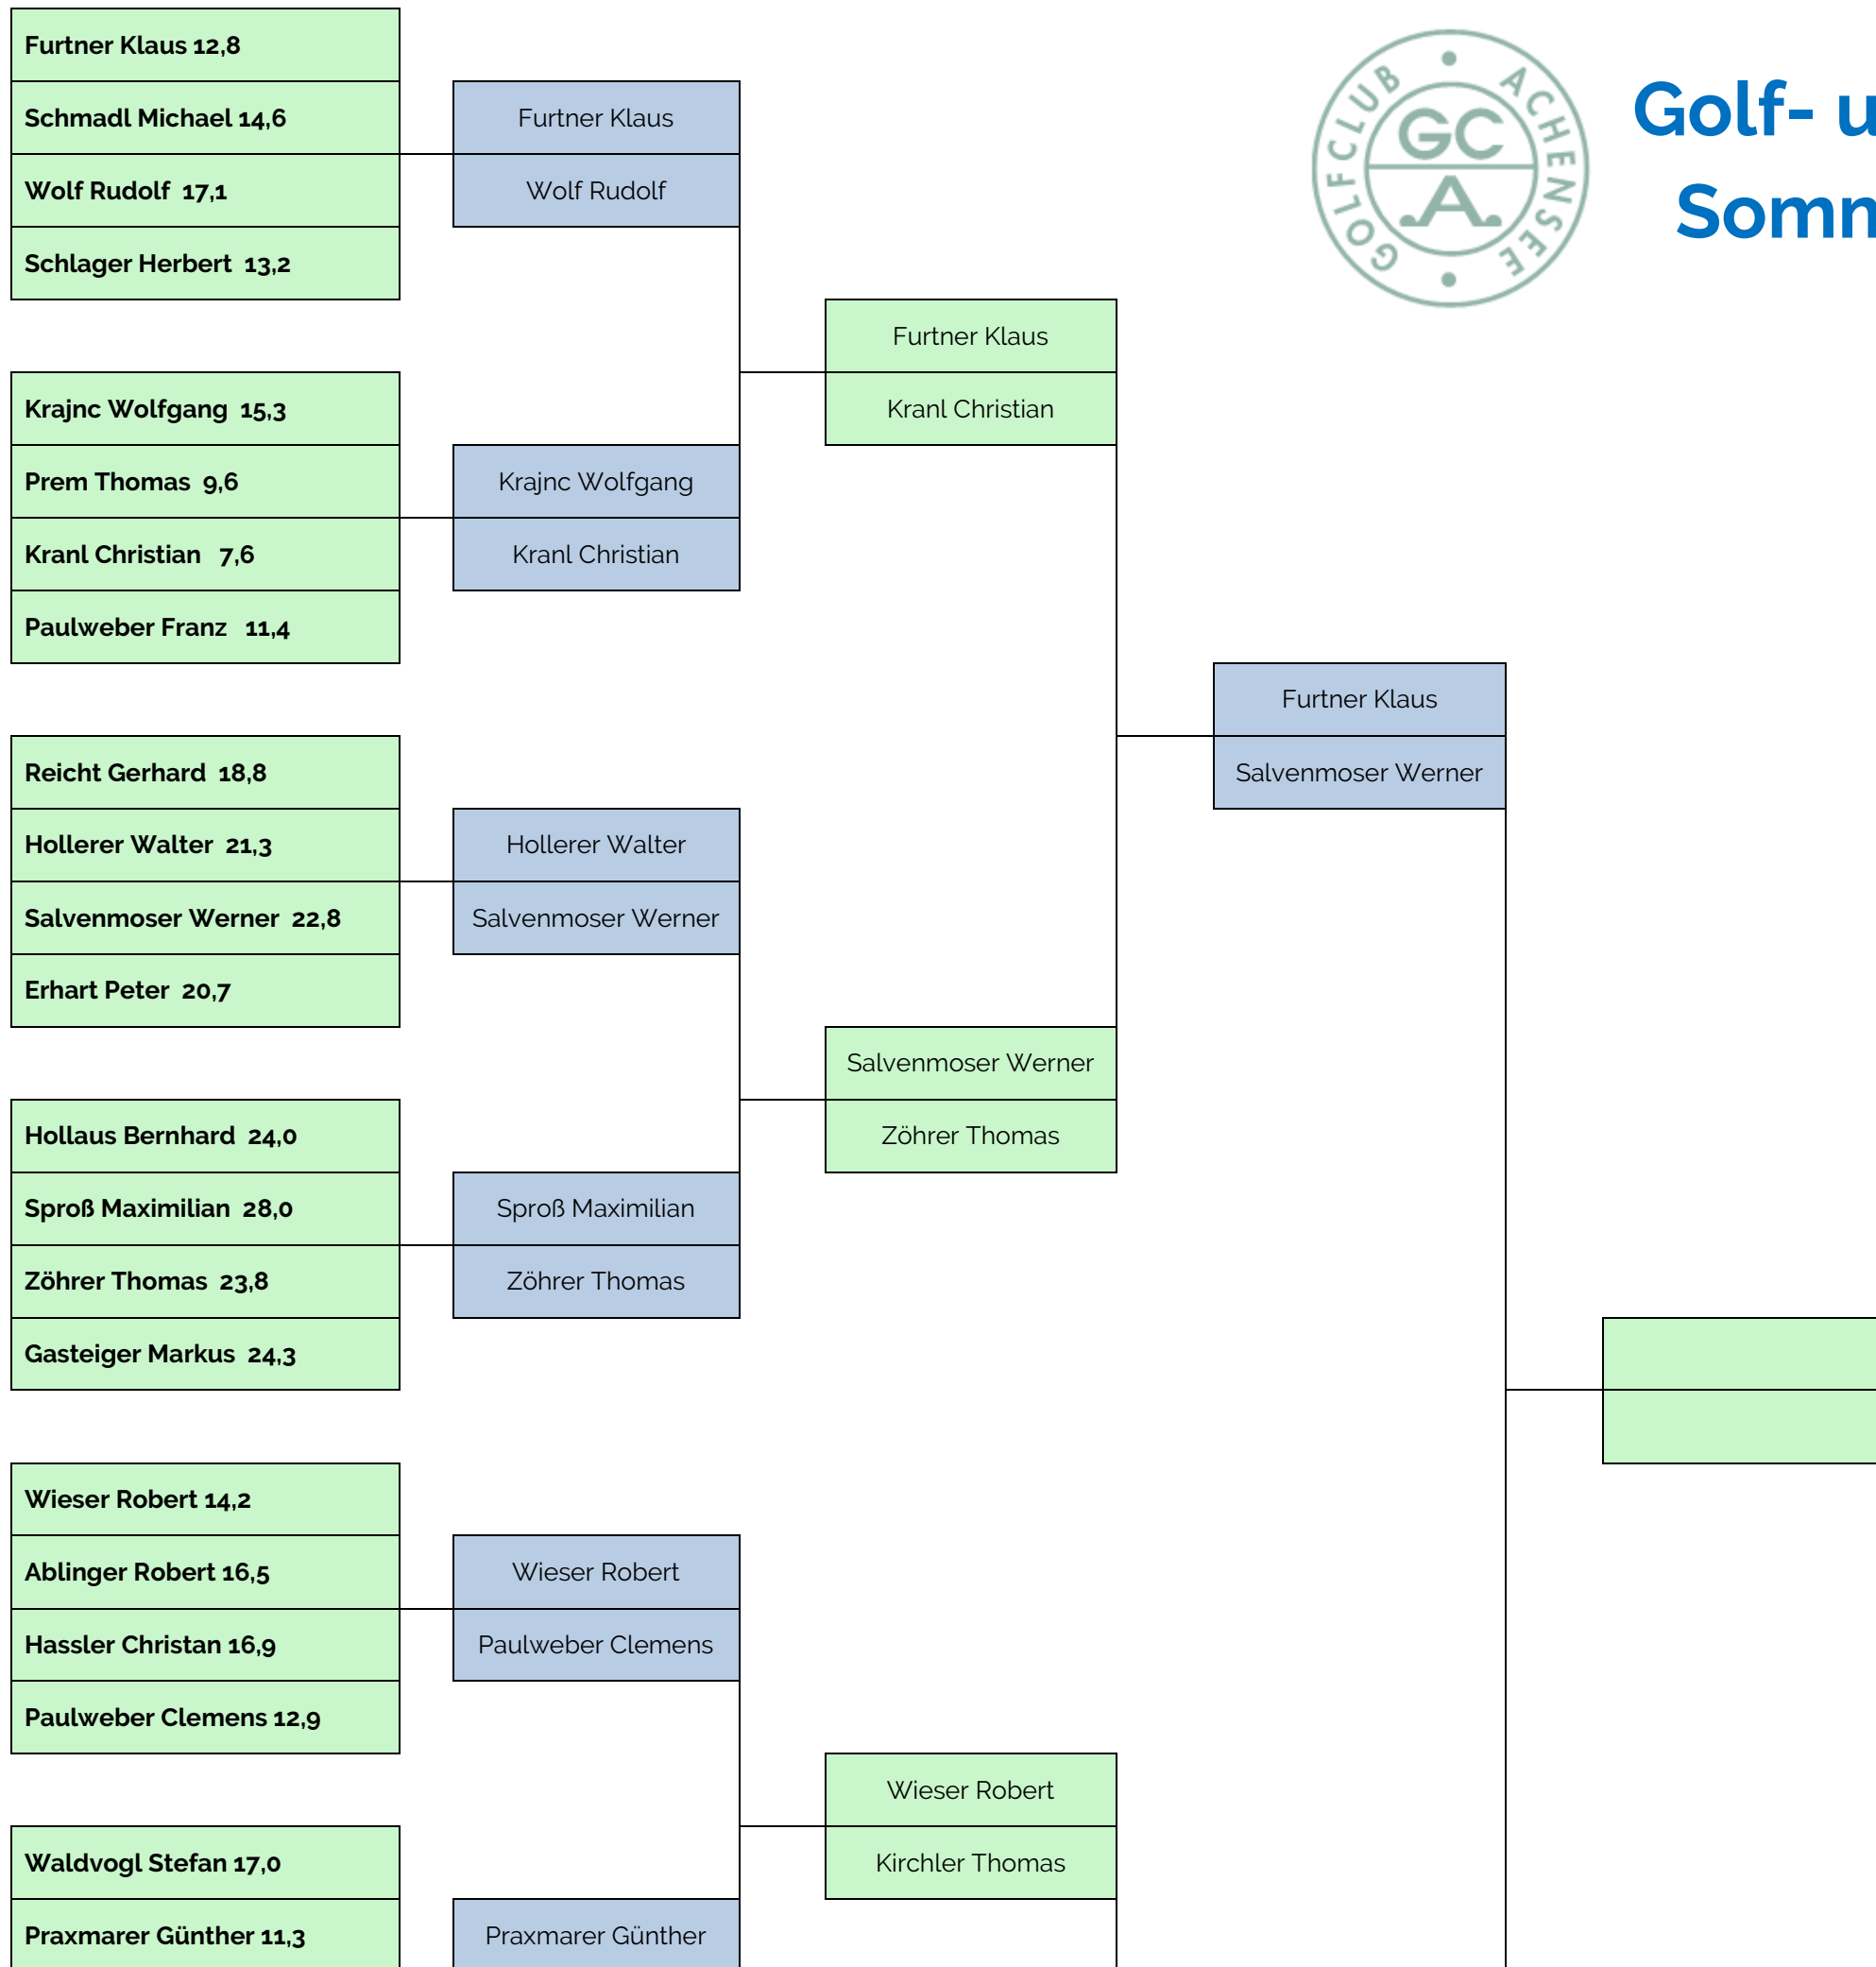 Furtner Klaus 12,8
Schmadl Michael 14,6
Wolf Rudolf 17,1
Schlager Herbert 13,2
Krajnc Wolfgang 15,3
Prem Thomas 9,6
Kranl Christian 7,6
Paulweber Franz 11,4
Reicht Gerhard 18,8
Hollerer Walter 21,3
Salvenmoser Werner 22,8
Erhart Peter 20,7
Hollaus Bernhard 24,0
Sproß Maximilian 28,0
Zöhrer Thomas 23,8
Gasteiger Markus 24,3
Wieser Robert 14,2
Ablinger Robert 16,5
Hassler Christan 16,9
Paulweber Clemens 12,9
Waldvogl Stefan 17,0
Praxmarer Günther 11,3
Furtner Klaus
Wolf Rudolf
Krajnc Wolfgang
Kranl Christian
Hollerer Walter
Salvenmoser Werner
Sproß Maximilian
Zöhrer Thomas
Wieser Robert
Paulweber Clemens
Praxmarer Günther
Furtner Klaus
Kranl Christian
Salvenmoser Werner
Zöhrer Thomas
Wieser Robert
Kirchler Thomas
Furtner Klaus
Salvenmoser Werner
GOLFCLUB • ACHENSEE •
GC
A
Golf- u
Somm